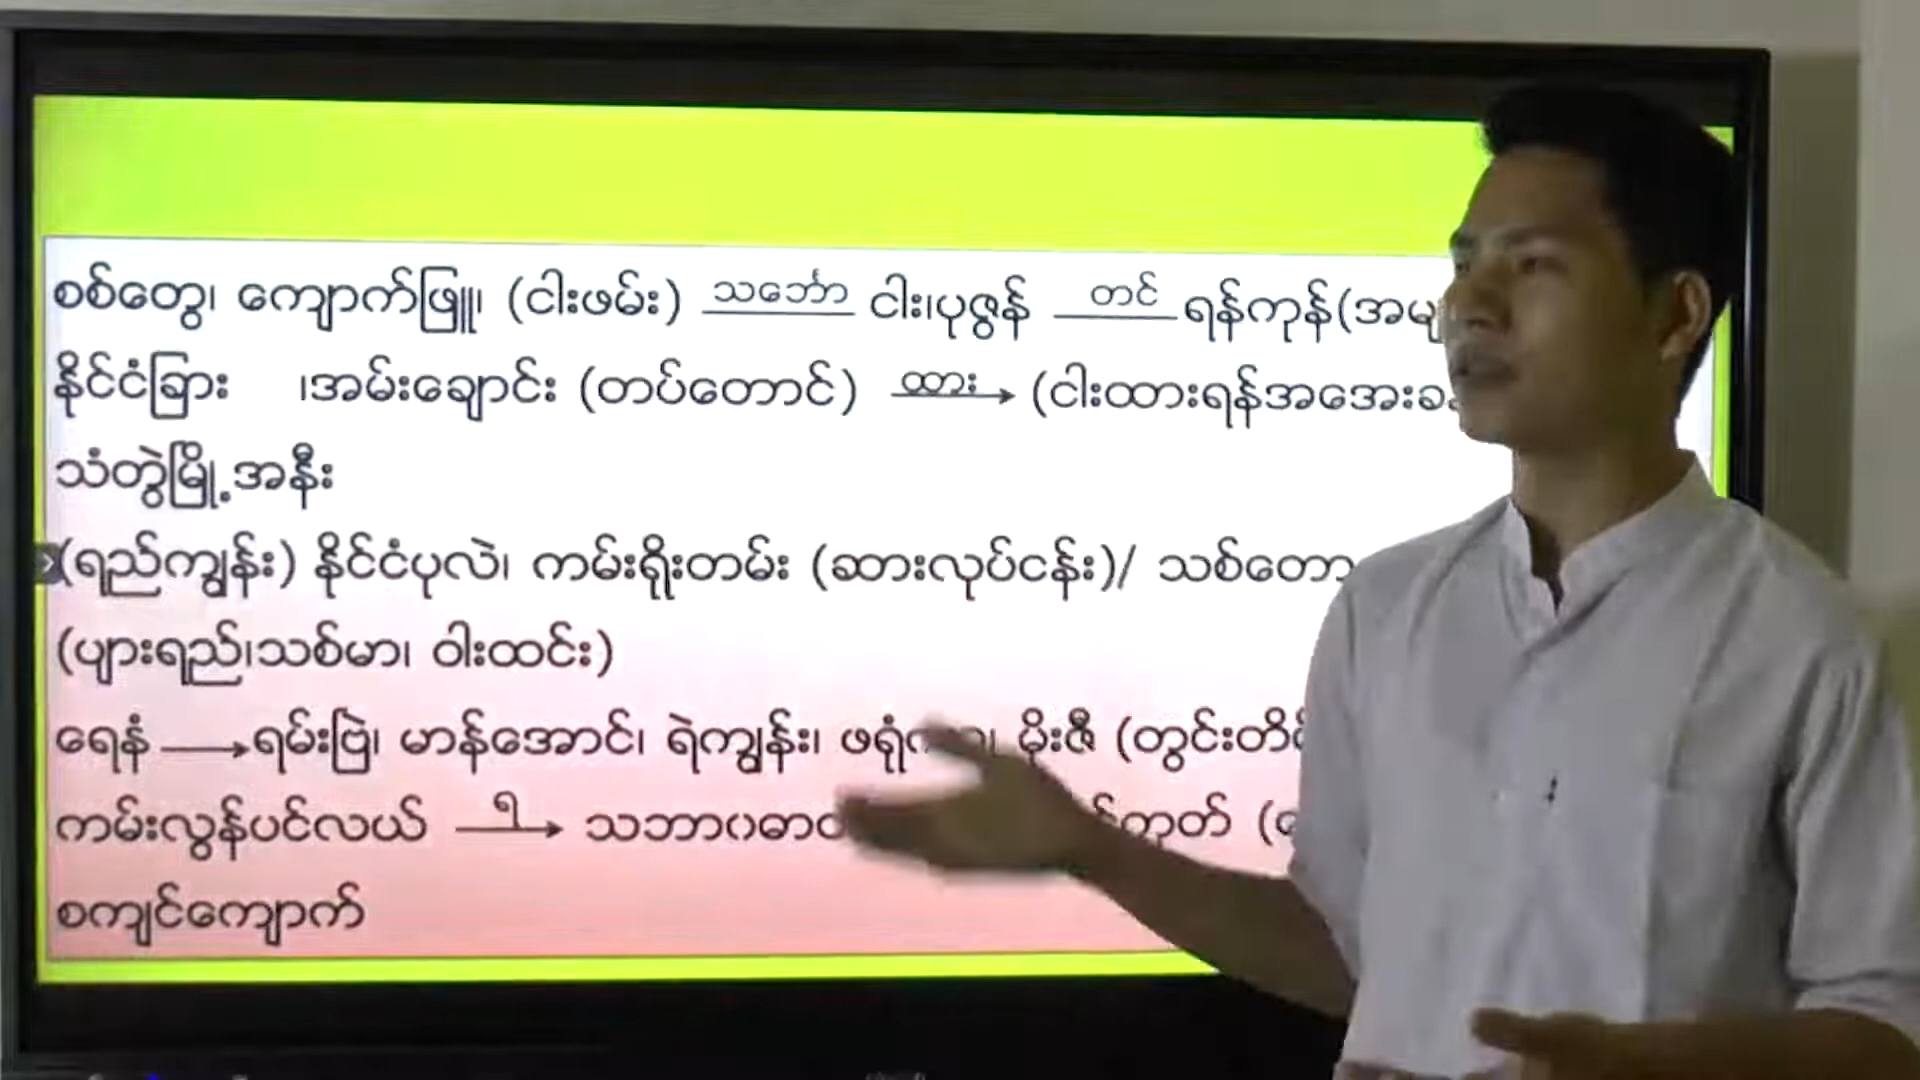 စစ်တွေ၊ ကျောက်ဖြူ၊ (ငါးဖမ်း) သင်္ဘော ငါး၊ပုဇွန် တင် ရန်ကုန်(အမျ
နိုင်ငံခြား ၊အမ်းချောင်း (တပ်တောင်) ထား→ (ငါးထားရန်အအေးခ
သံတွဲမြို့အနီး
(ရည်ကျွန်း) နိုင်ငံပုလဲ၊ ကမ်းရိုးတမ်း (ဆားလုပ်ငန်း)/ သစ်တော
(ပျားရည်၊သစ်မာ၊ ဝါးထင်း)
ရေနံ →ရမ်းဗြဲ၊ မာန်အောင်၊ ရဲကျွန်း၊ မိုးဇီ (တွင်းတိမ်
ကမ်းလွန်ပင်လယ် ရ→ သဘာဝဓာတ်
စကျင်ကျောက်